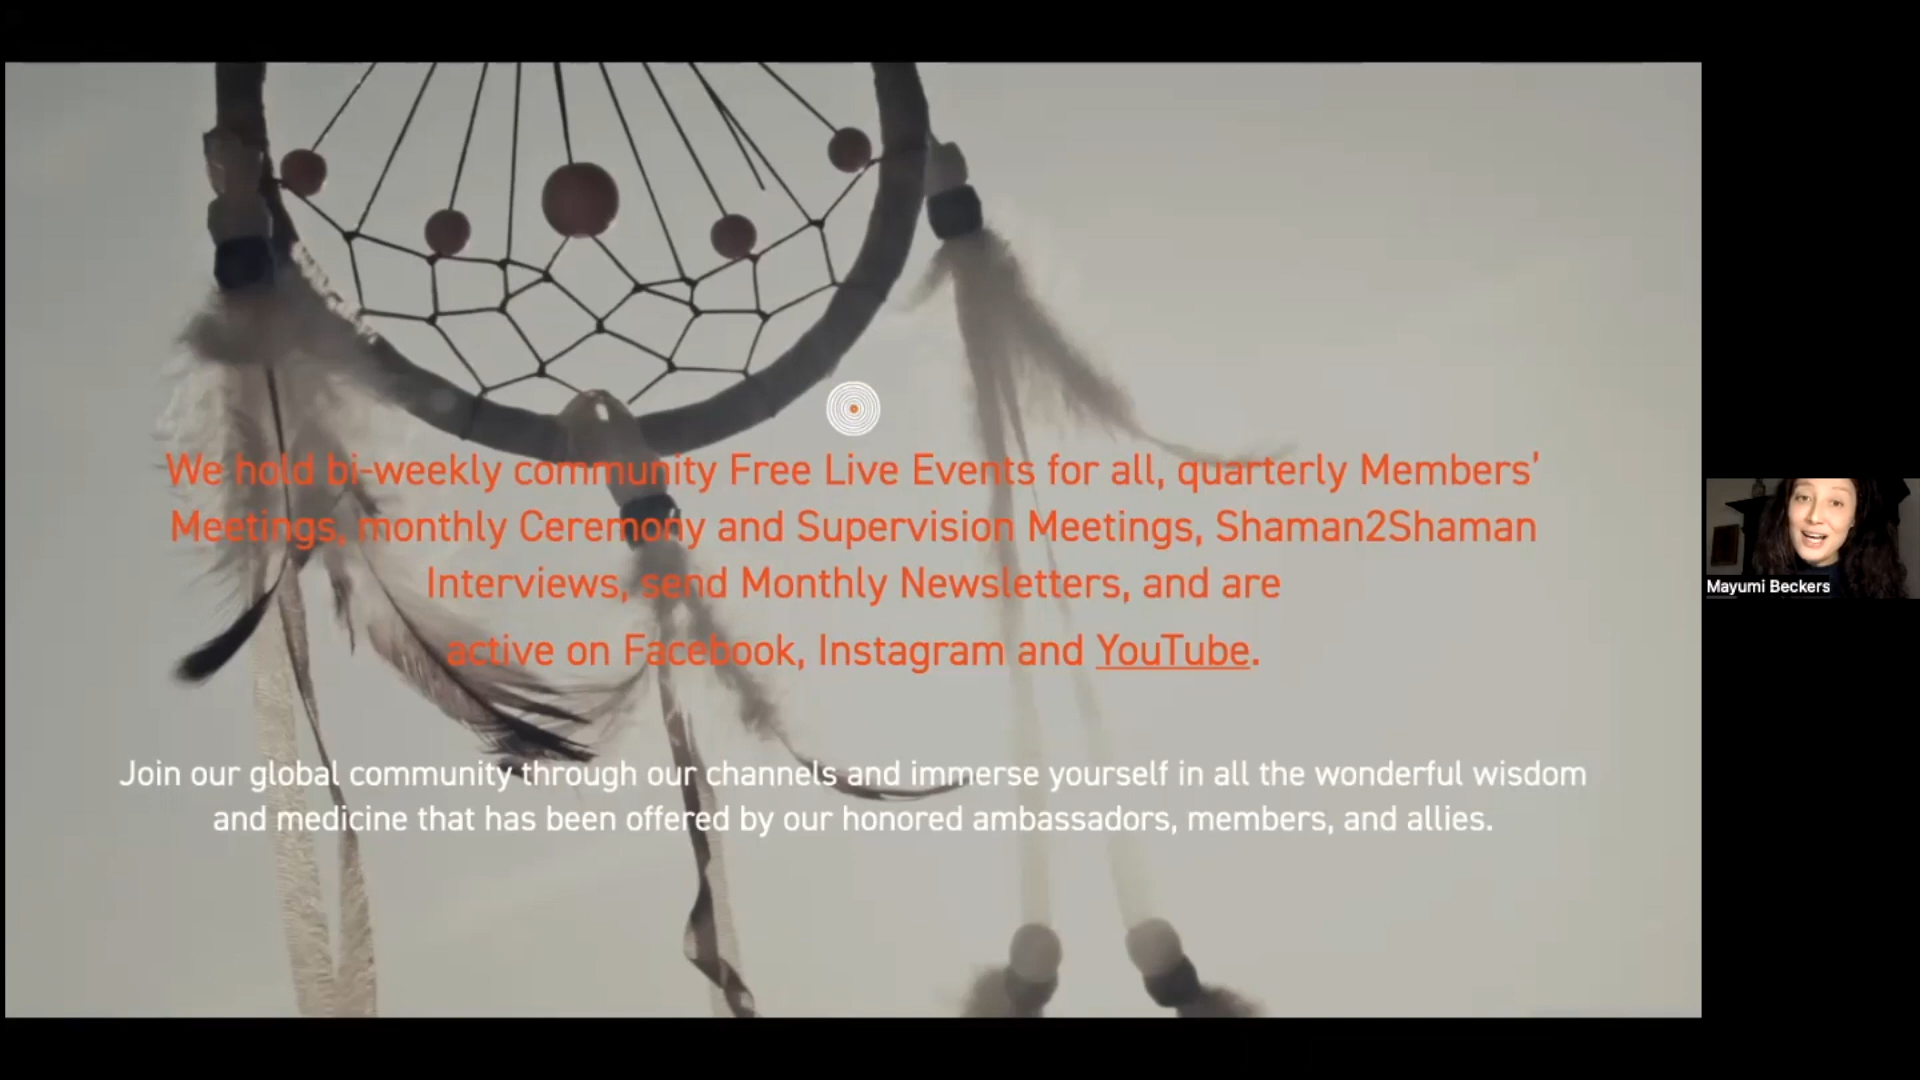 We hold bi-weekly community Free Live Events for all, quarterly Members’
Meetings, monthly Ceremony and Supervision Meetings, Shaman2Shaman
Interviews, send Monthly Newsletters, and are
active on Facebook, Instagram and YouTube.
Join our global community through our channels and immerse yourself in all the wonderful wisdom
and medicine that has been offered by our honored ambassadors, members, and allies.
Mayumi Beckers